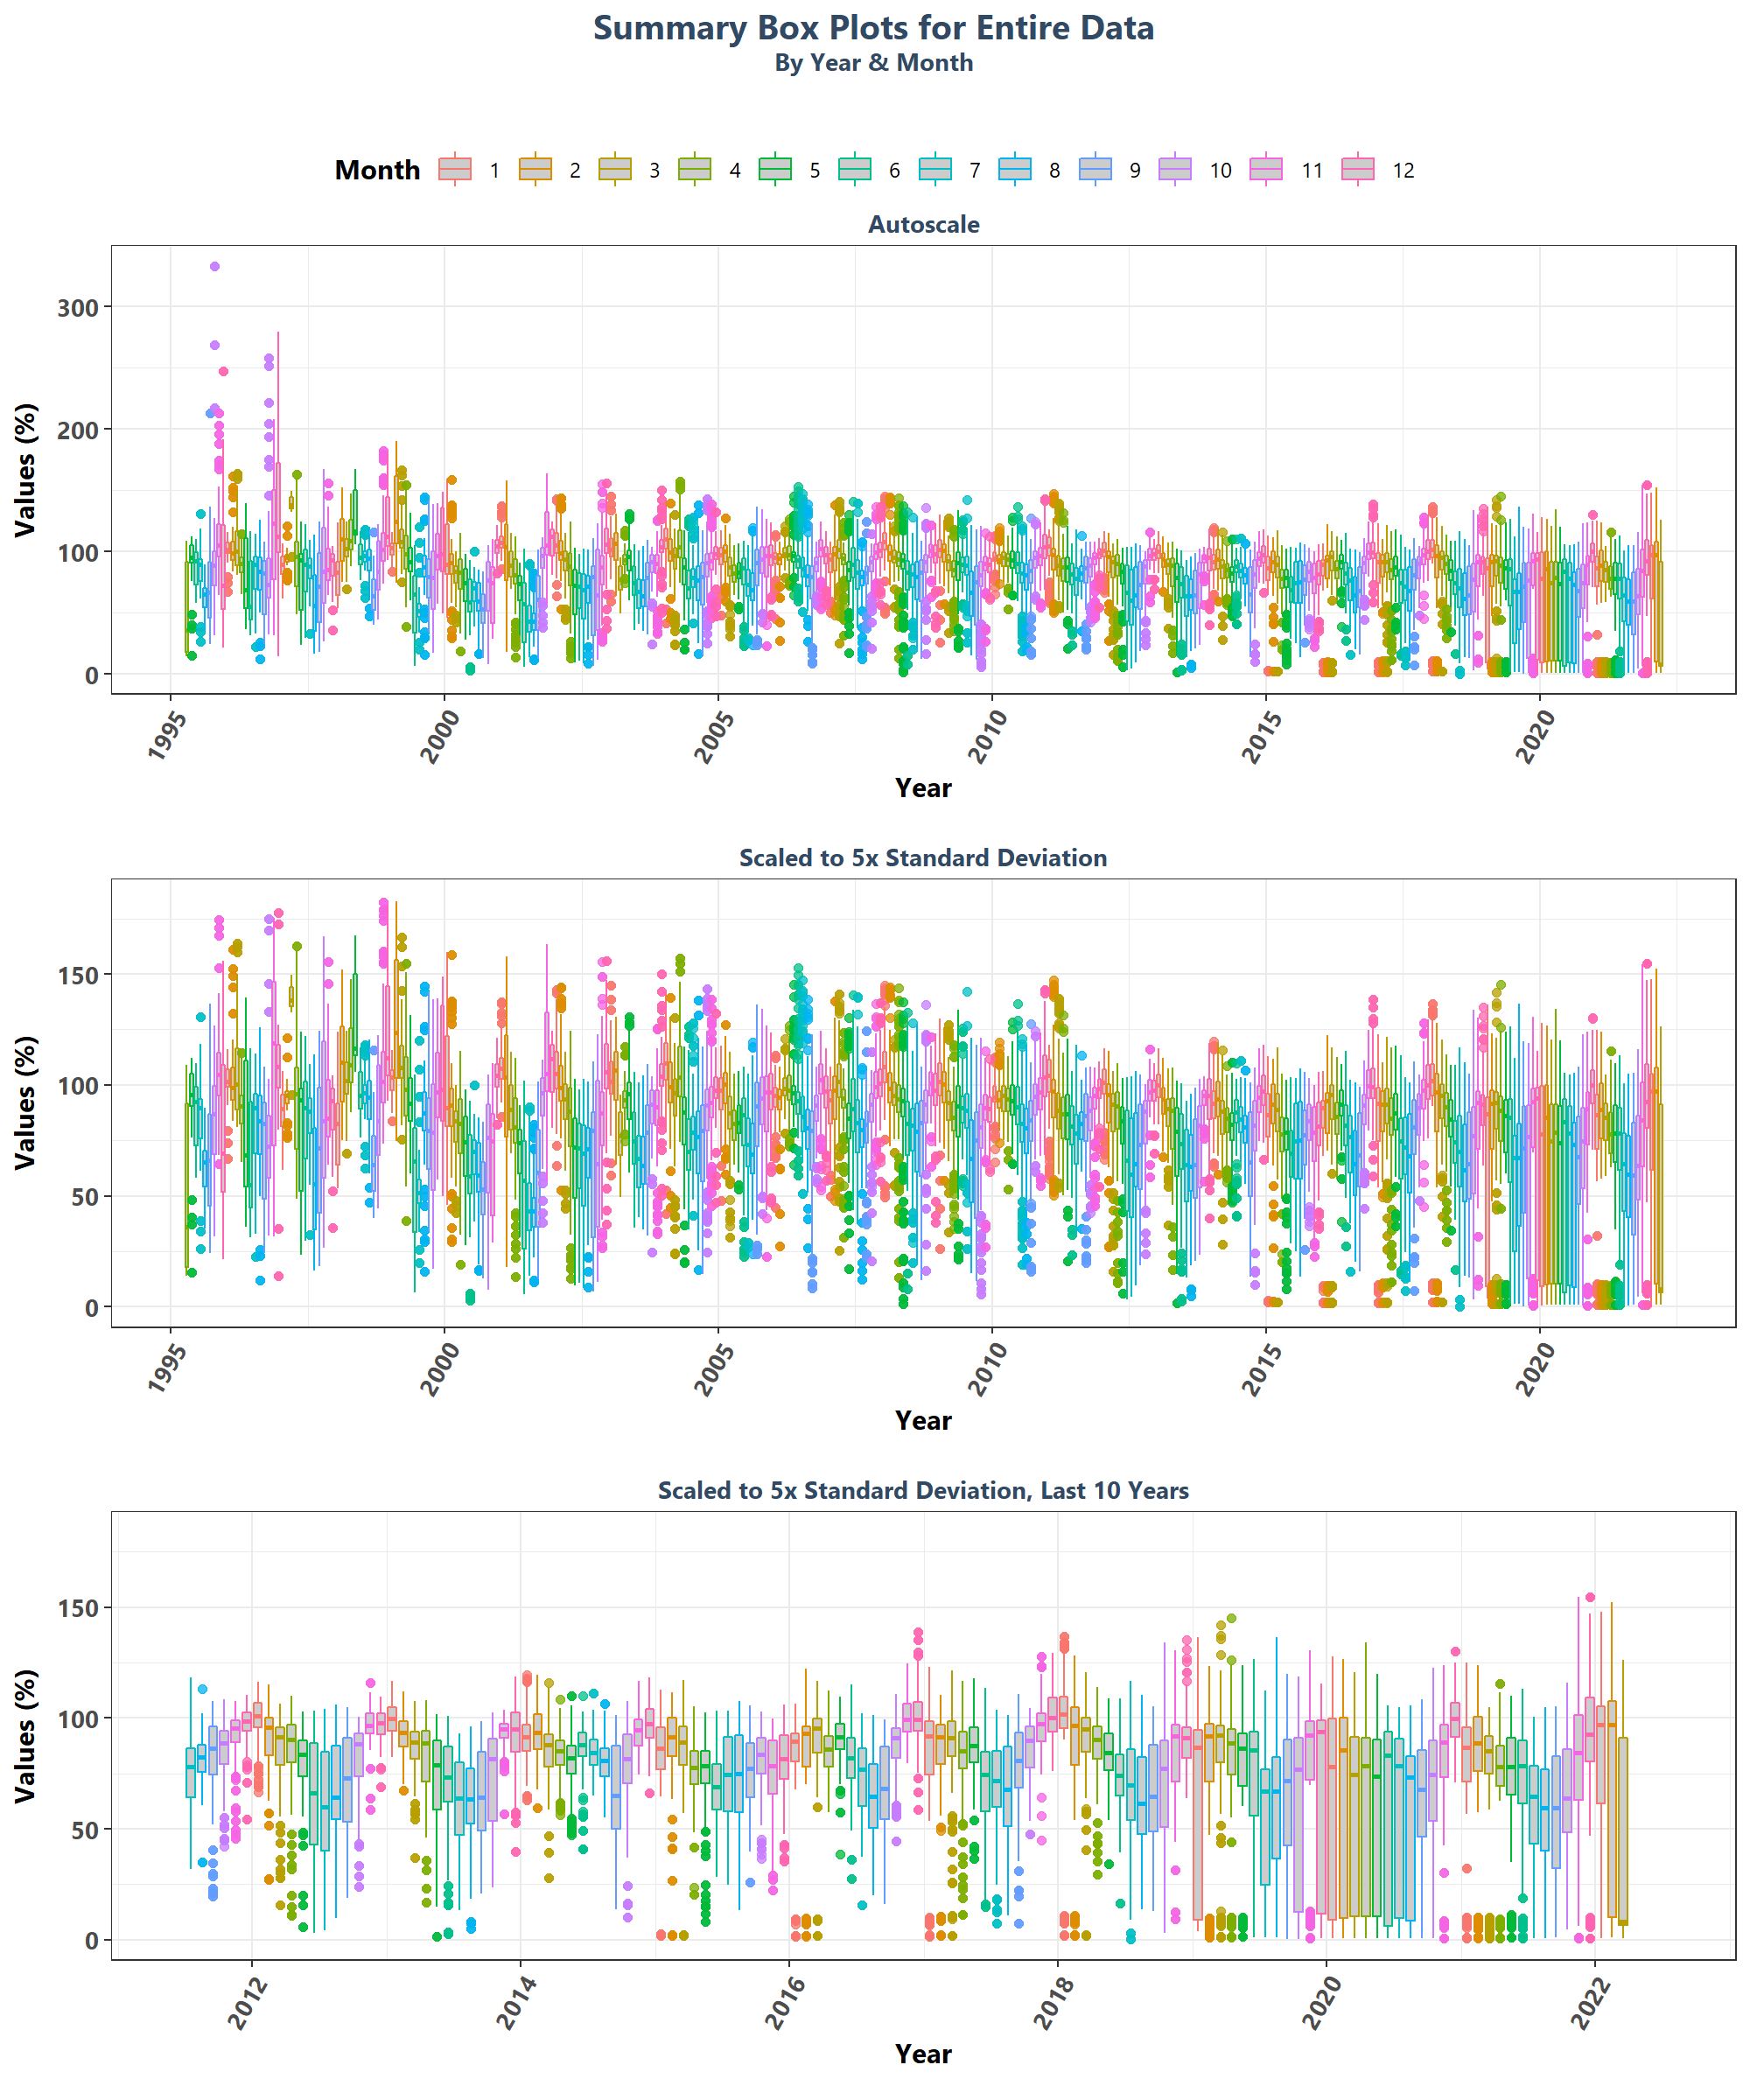 Summary Box Plots for Entire Data
By Year & Month
Month 1 2 3 4 5 6 7 8 9 10 11 12
Autoscale
Values (%)
300
200
100
0
1995 2000 2005 2010 2015 2020
Year
Scaled to 5x Standard Deviation
Values (%)
150
100
50
0
1995 2000 2005 2010 2015 2020
Year
Scaled to 5x Standard Deviation, Last 10 Years
Values (%)
150
100
50
0
2012 2014 2016 2018 2020 2022
Year